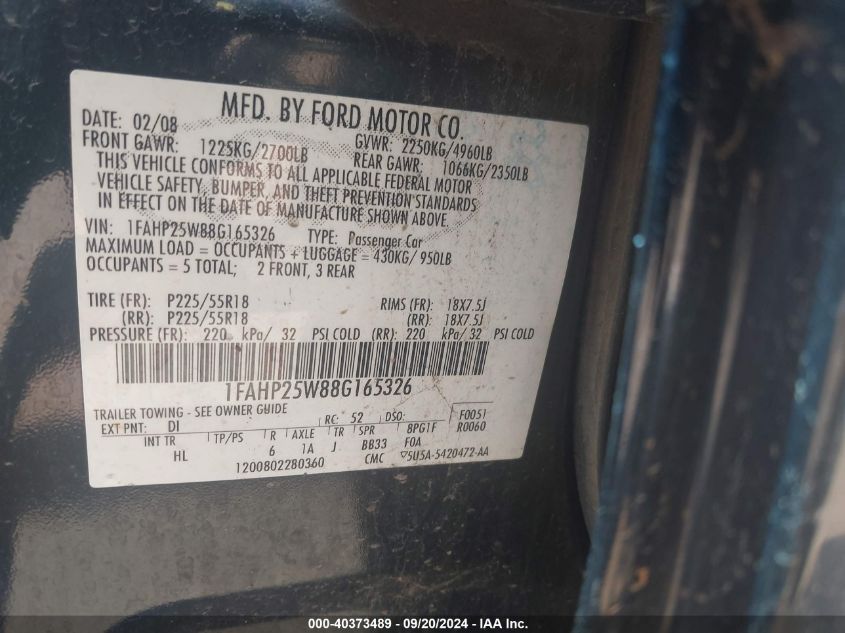 MFD. BY FORD MOTOR CO.
DATE: 02/08 GVWR: 2250KG/4960LB
FRONT GAWR: 1225KG/2700LB REAR GAWR: 1066KG/2350LB
THIS VEHICLE CONFORMS TO ALL APPLICABLE FEDERAL MOTOR
VEHICLE SAFETY, BUMPER, AND THEFT PREVENTION STANDARDS
IN EFFECT ON THE DATE OF MANUFACTURE SHOWN ABOVE.
VIN: 1FAHP25W88G165326 TYPE: Passenger Car
MAXIMUM LOAD = OCCUPANTS + LUGGAGE = 430KG/ 950LB
OCCUPANTS = 5 TOTAL; 2 FRONT, 3 REAR
TIRE (FR): P225/55R18 RIMS (FR): 18X7.5J
(RR): P225/55R18 (RR): 18X7.5J
PRESSURE (FR): 220 kPa/ 32 PSI COLD (RR): 220 kPa/ 32 PSI COLD
1FAHP25W88G165326
TRAILER TOWING - SEE OWNER GUIDE
EXT PNT: DI RC: 52 DSO: F0051
INT TR TP/PS R AXLE TR SPR 8PG1F R0060
HL 6 1A J BB33 F0A
1200802280360 CMC ▽5U5A-5420472-AA
000-40373489 - 09/20/2024 - IAA Inc.